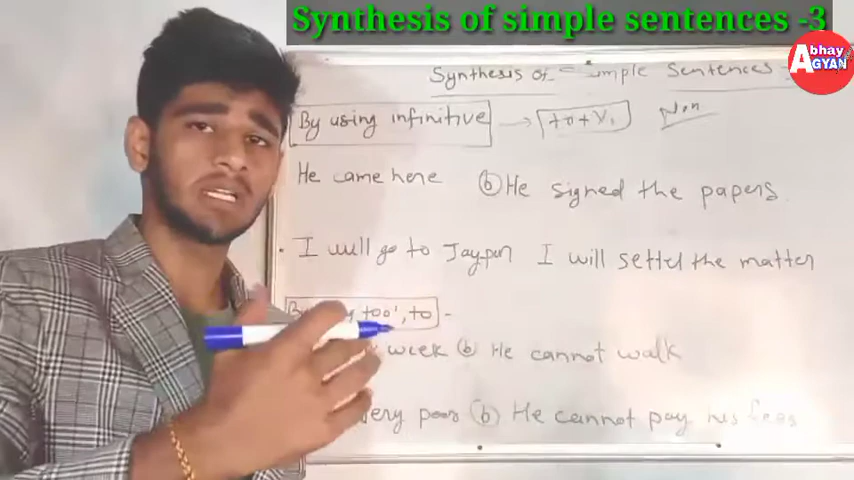 Synthesis of simple sentences -3
Abhay
AGYAN
Synthesis of Simple Sentences
By using infinitive → to + V₁ Non
He came here (b) He signed the papers.
I will go to Jaypur I will settel the matter
too', to -
week (b) He cannot walk
very poor (b) He cannot pay his fees